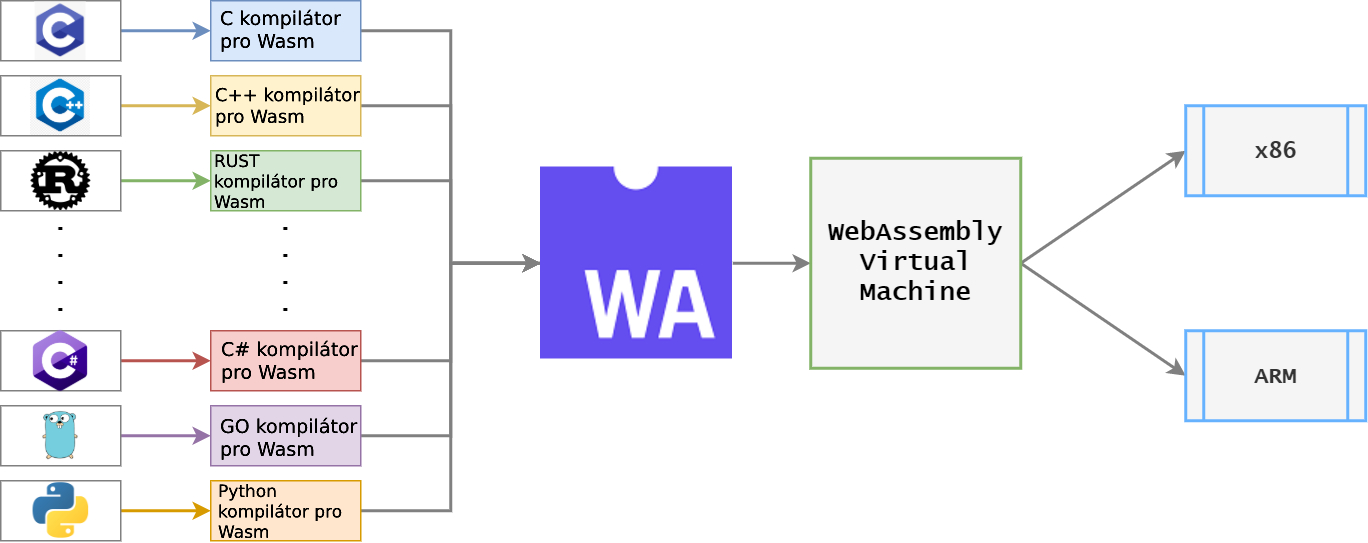 C
C kompilátor
pro Wasm
C++
C++ kompilátor
pro Wasm
R
RUST
kompilátor pro
Wasm
C#
C# kompilátor
pro Wasm
GO kompilátor
pro Wasm
Python
kompilátor pro
Wasm
WA
WebAssembly
Virtual
Machine
x86
ARM